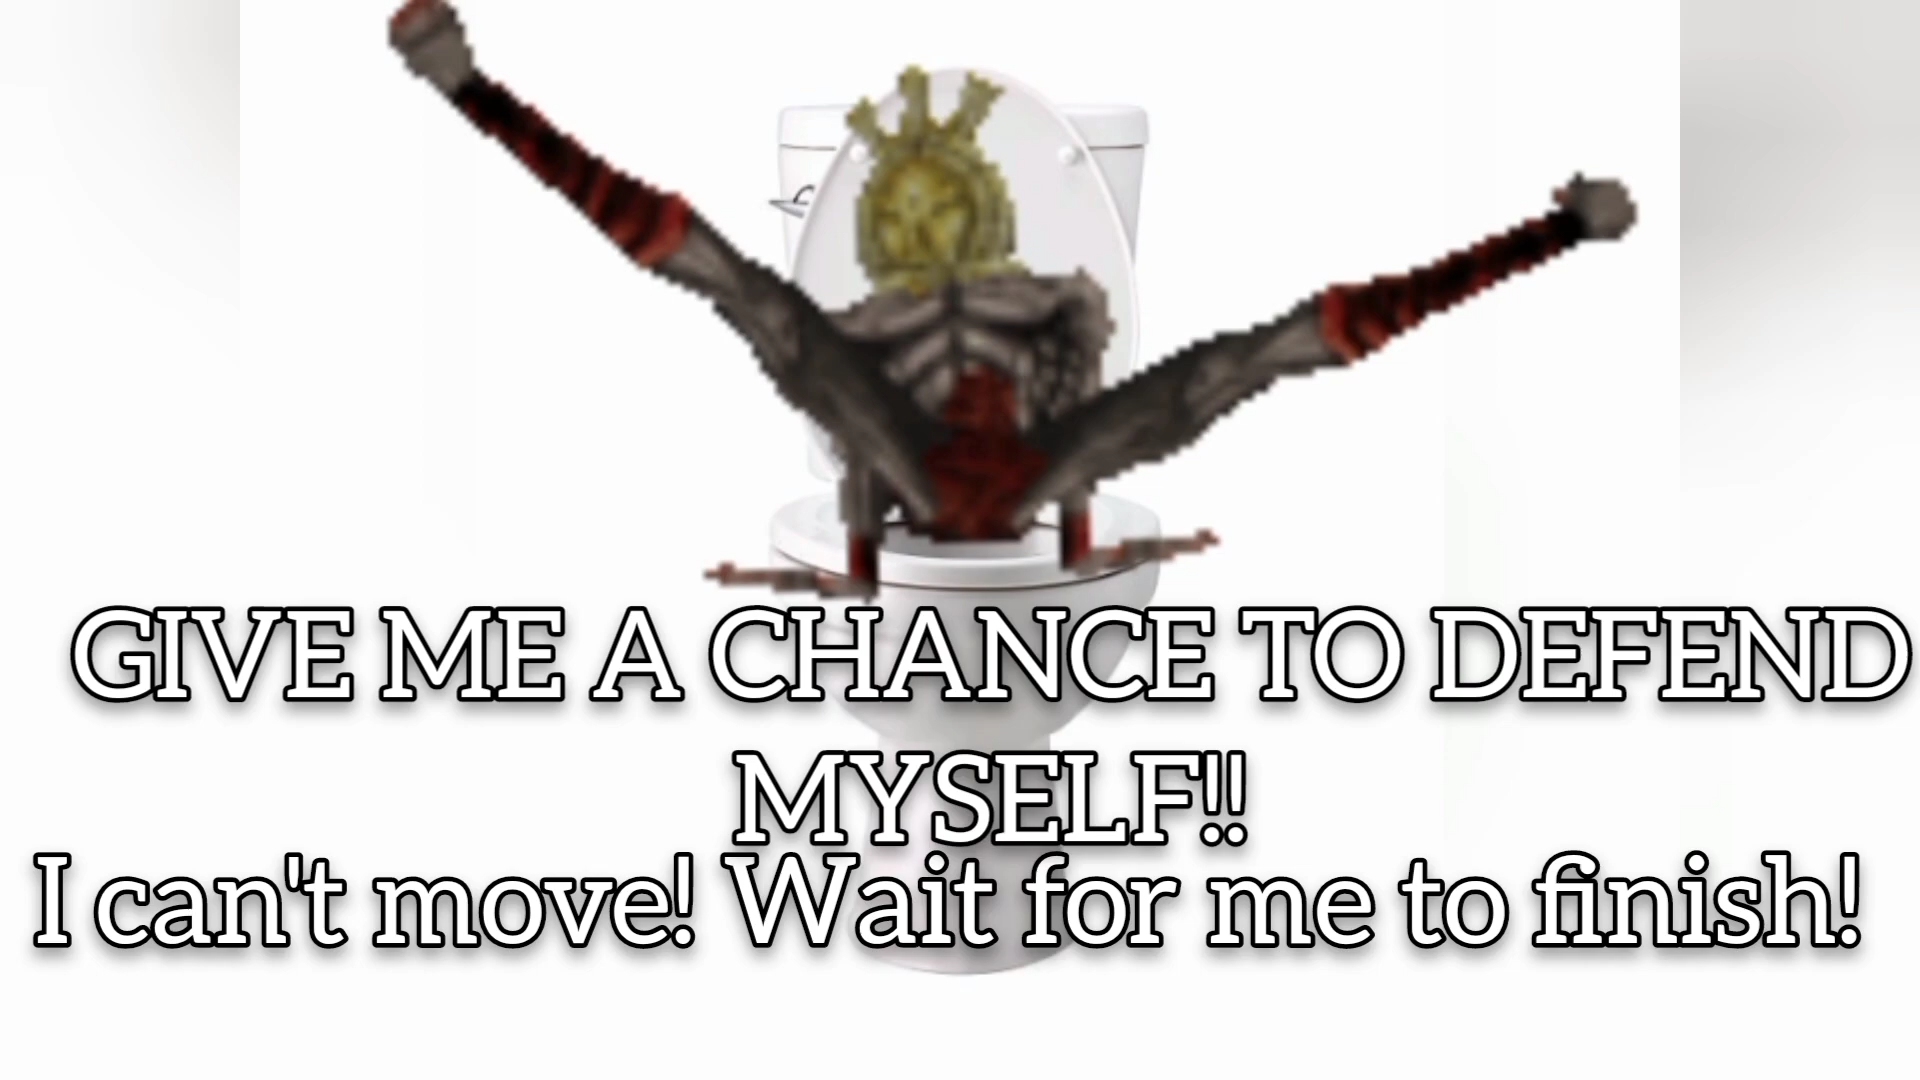 GIVE ME A CHANCE TO DEFEND
MYSELF!!
I can't move! Wait for me to finish!